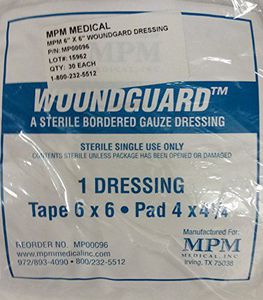 MPM MEDICAL
MPM 6" X 6" WOUNDGUARD DRESSING
P/N: MP00096
LOT#: 15962
QTY: 30 EACH
1-800-232-5512
MPM
MEDICAL, INC.
WOUNDGUARD™
A STERILE BORDERED GAUZE DRESSING
STERILE SINGLE USE ONLY
CONTENTS STERILE UNLESS PACKAGE HAS BEEN OPENED OR DAMAGED
1 DRESSING
Tape 6 x 6 • Pad 4 x 4¼
REORDER NO. MP00096
www.mpmmedicalinc.com
972/893-4090 • 800/232-5512
Manufactured For:
MPM
MEDICAL INC
Irving, TX 75038